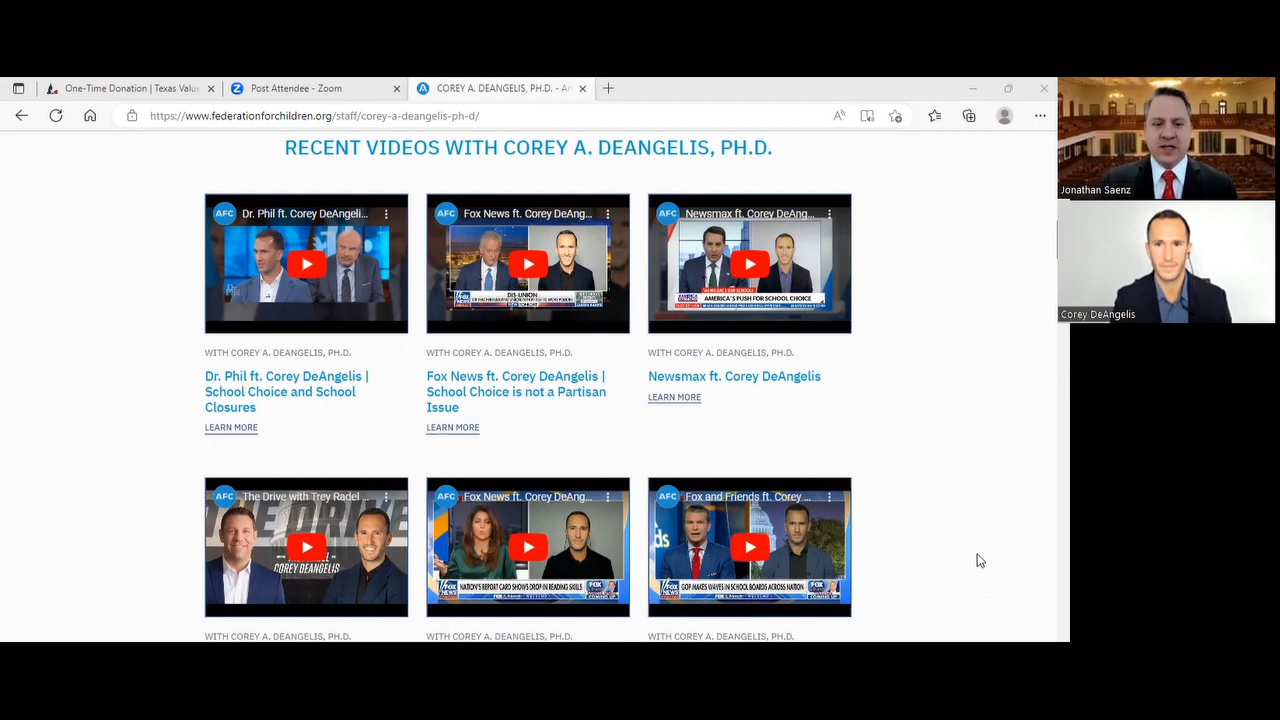 One-Time Donation | Texas Valu
Post Attendee - Zoom
COREY A. DEANGELIS, PH.D. - An
https://www.federationforchildren.org/staff/corey-a-deangelis-ph-d/
Jonathan Saenz
Corey DeAngelis
RECENT VIDEOS WITH COREY A. DEANGELIS, PH.D.
AFC Dr. Phil ft. Corey DeAngeli...
AFC Fox News ft. Corey DeAng...
AFC Newsmax ft. Corey DeAng...
DIS-UNION
AMERICA'S PUSH FOR SCHOOL CHOICE
WITH COREY A. DEANGELIS, PH.D.
WITH COREY A. DEANGELIS, PH.D.
WITH COREY A. DEANGELIS, PH.D.
Dr. Phil ft. Corey DeAngelis |
School Choice and School
Closures
LEARN MORE
Fox News ft. Corey DeAngelis |
School Choice is not a Partisan
Issue
LEARN MORE
Newsmax ft. Corey DeAngelis
LEARN MORE
AFC The Drive with Trey Radel ...
AFC Fox News ft. Corey DeAng...
AFC Fox and Friends ft. Corey ...
THE DRIVE
COREY DEANGELIS
NATION'S REPORT CARD SHOWS DROP IN READING SKILLS
GOP MAKES WAVES IN SCHOOL BOARDS ACROSS NATION
WITH COREY A. DEANGELIS, PH.D.
WITH COREY A. DEANGELIS, PH.D.
WITH COREY A. DEANGELIS, PH.D.